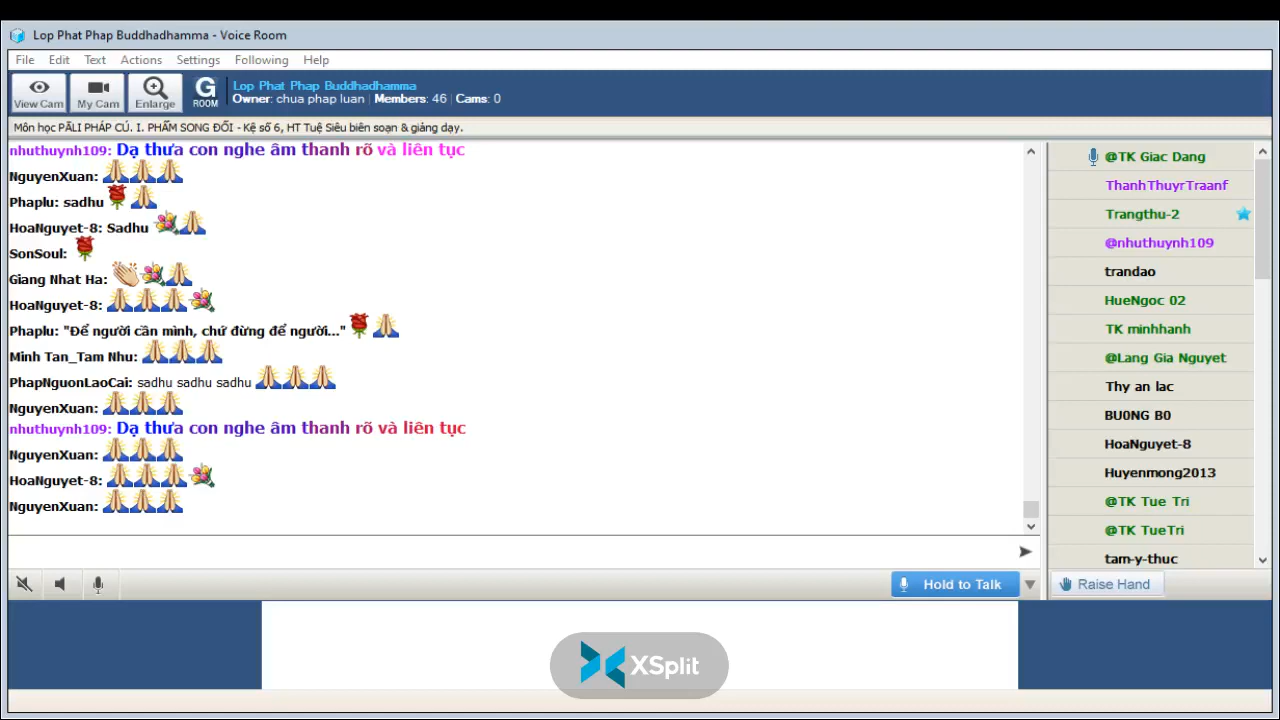 Lop Phat Phap Buddhadhamma - Voice Room
File Edit Text Actions Settings Following Help
View Cam My Cam Enlarge G ROOM
Lop Phat Phap Buddhadhamma
Owner: chua phap luan | Members: 46 | Cams: 0
Môn học PĀLI PHÁP CÚ. I. PHẨM SONG ĐỐI - Kệ số 6, HT Tuệ Siêu biên soạn & giảng dạy.
nhuthuynh109: Dạ thưa con nghe âm thanh rõ và liên tục
NguyenXuan:
Phaplu: sadhu
HoaNguyet-8: Sadhu
SonSoul:
Giang Nhat Ha:
HoaNguyet-8:
Phaplu: "Để người cần mình, chứ đừng để người..."
Minh Tan_Tam Nhu:
PhapNguonLaoCai: sadhu sadhu sadhu
NguyenXuan:
nhuthuynh109: Dạ thưa con nghe âm thanh rõ và liên tục
NguyenXuan:
HoaNguyet-8:
NguyenXuan:
@TK Giac Dang
ThanhThuyrTraanf
Trangthu-2
@nhuthuynh109
trandao
HueNgoc 02
TK minhhanh
@Lang Gia Nguyet
Thy an lac
BU0NG B0
HoaNguyet-8
Huyenmong2013
@TK Tue Tri
@TK TueTri
tam-y-thuc
Hold to Talk
Raise Hand
XSplit